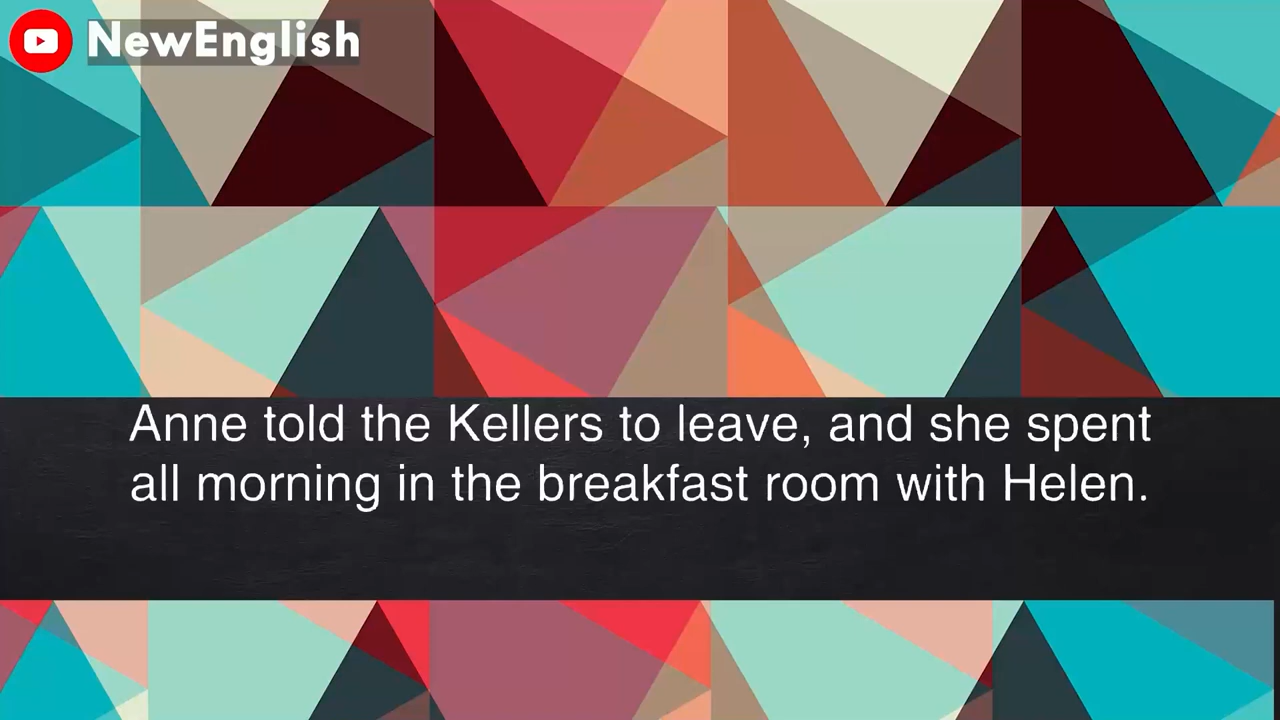 NewEnglish
Anne told the Kellers to leave, and she spent
all morning in the breakfast room with Helen.